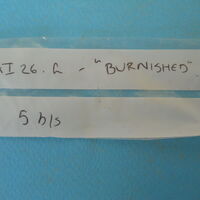 I 26. h - "BURNISHED"
5 b/s